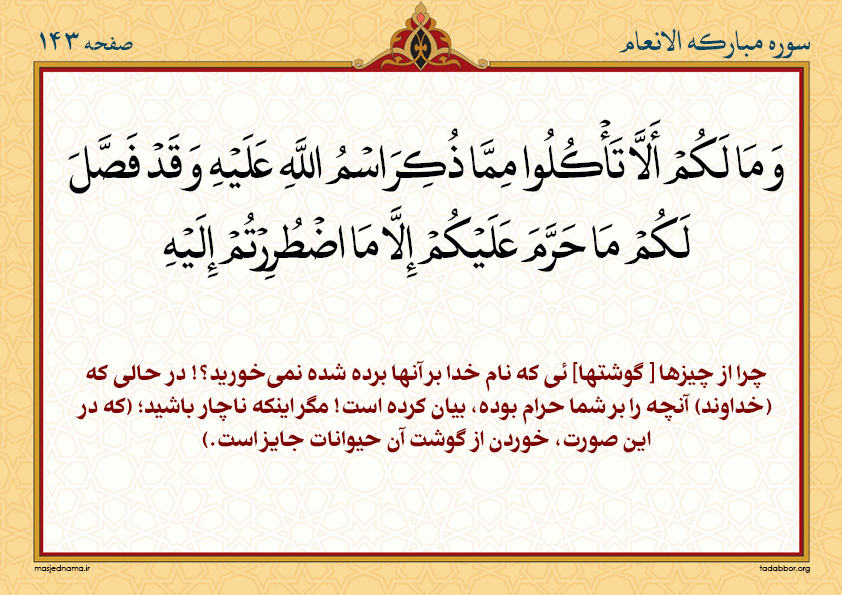 سوره مبارکه الانعام
صفحه ۱۴۳
وَ مَا لَكُمْ أَلَّا تَأْكُلُوا مِمَّا ذُكِرَ اسْمُ اللَّهِ عَلَيْهِ وَ قَدْ فَصَّلَ
لَكُمْ مَا حَرَّمَ عَلَيْكُمْ إِلَّا مَا اضْطُرِرْتُمْ إِلَيْهِ
چرا از چیزها [ گوشتها] ئی که نام خدا بر آنها برده شده نمی‌خورید؟! در حالی که
(خداوند) آنچه را بر شما حرام بوده، بیان کرده است! مگر اینکه ناچار باشید؛ (که در
این صورت، خوردن از گوشت آن حیوانات جایز است.)
masjednama.ir
tadabbor.org